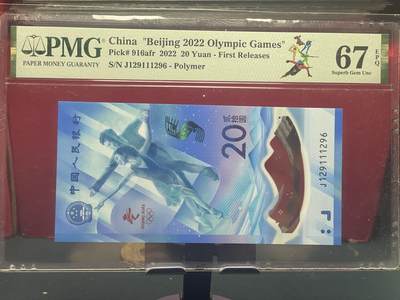 PMG
PAPER MONEY GUARANTY
China "Beijing 2022 Olympic Games"
Pick# 916afr 2022 20 Yuan - First Releases
S/N J129111296 - Polymer
67 EPQ
Superb Gem Unc
中国人民银行
20
贰拾圆
J129111296